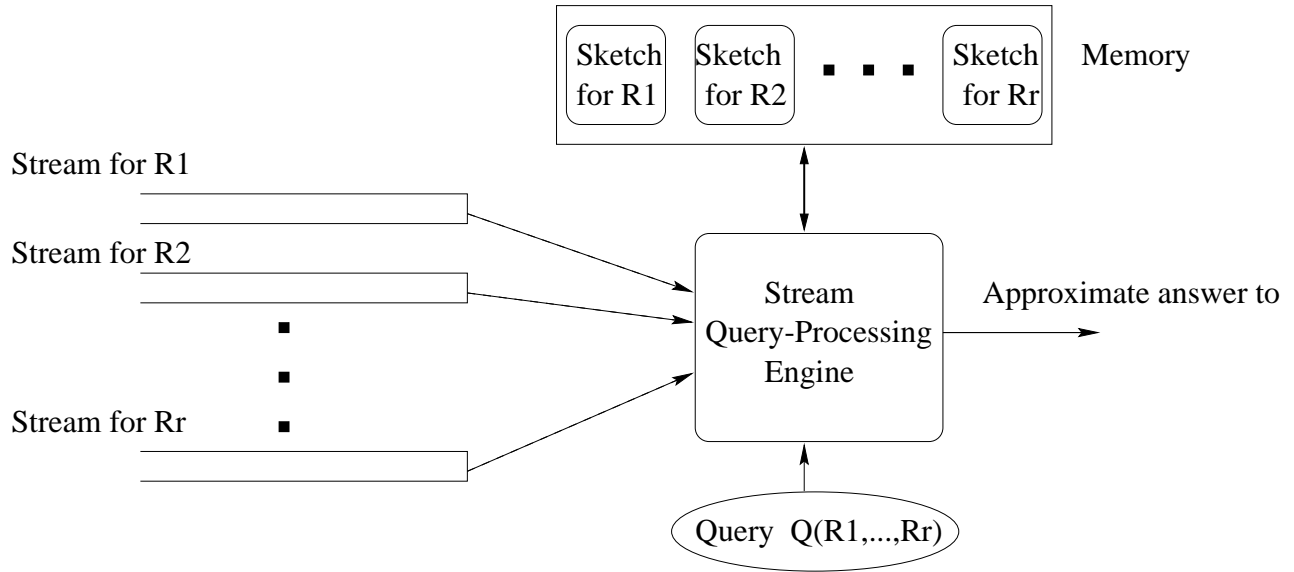 Sketch
for R1
Sketch
for R2
Sketch
for Rr
Memory
Stream for R1
Stream for R2
Stream for Rr
Stream
Query-Processing
Engine
Approximate answer to
Query Q(R1,...,Rr)